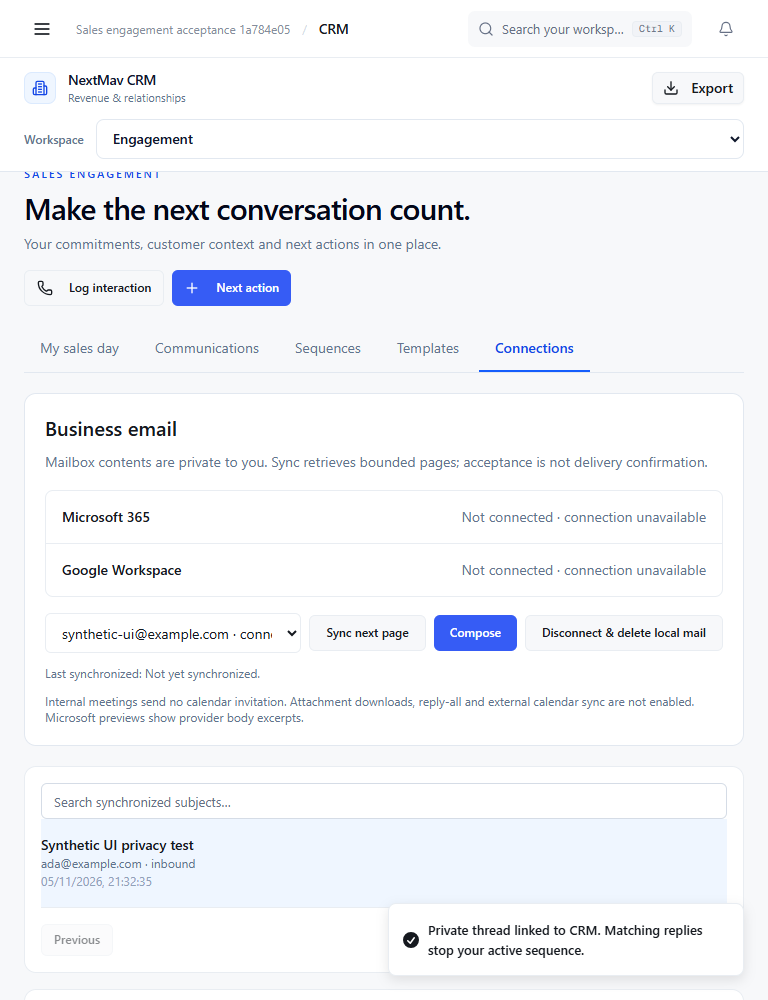 Sales engagement acceptance 1a784e05 / CRM
Search your worksp... Ctrl K
NextMav CRM
Revenue & relationships
Export
Workspace
Engagement
SALES ENGAGEMENT
Make the next conversation count.
Your commitments, customer context and next actions in one place.
Log interaction
Next action
My sales day
Communications
Sequences
Templates
Connections
Business email
Mailbox contents are private to you. Sync retrieves bounded pages; acceptance is not delivery confirmation.
Microsoft 365
Not connected · connection unavailable
Google Workspace
Not connected · connection unavailable
synthetic-ui@example.com · conne
Sync next page
Compose
Disconnect & delete local mail
Last synchronized: Not yet synchronized.
Internal meetings send no calendar invitation. Attachment downloads, reply-all and external calendar sync are not enabled.
Microsoft previews show provider body excerpts.
Search synchronized subjects...
Synthetic UI privacy test
ada@example.com · inbound
05/11/2026, 21:32:35
Previous
Private thread linked to CRM. Matching replies
stop your active sequence.